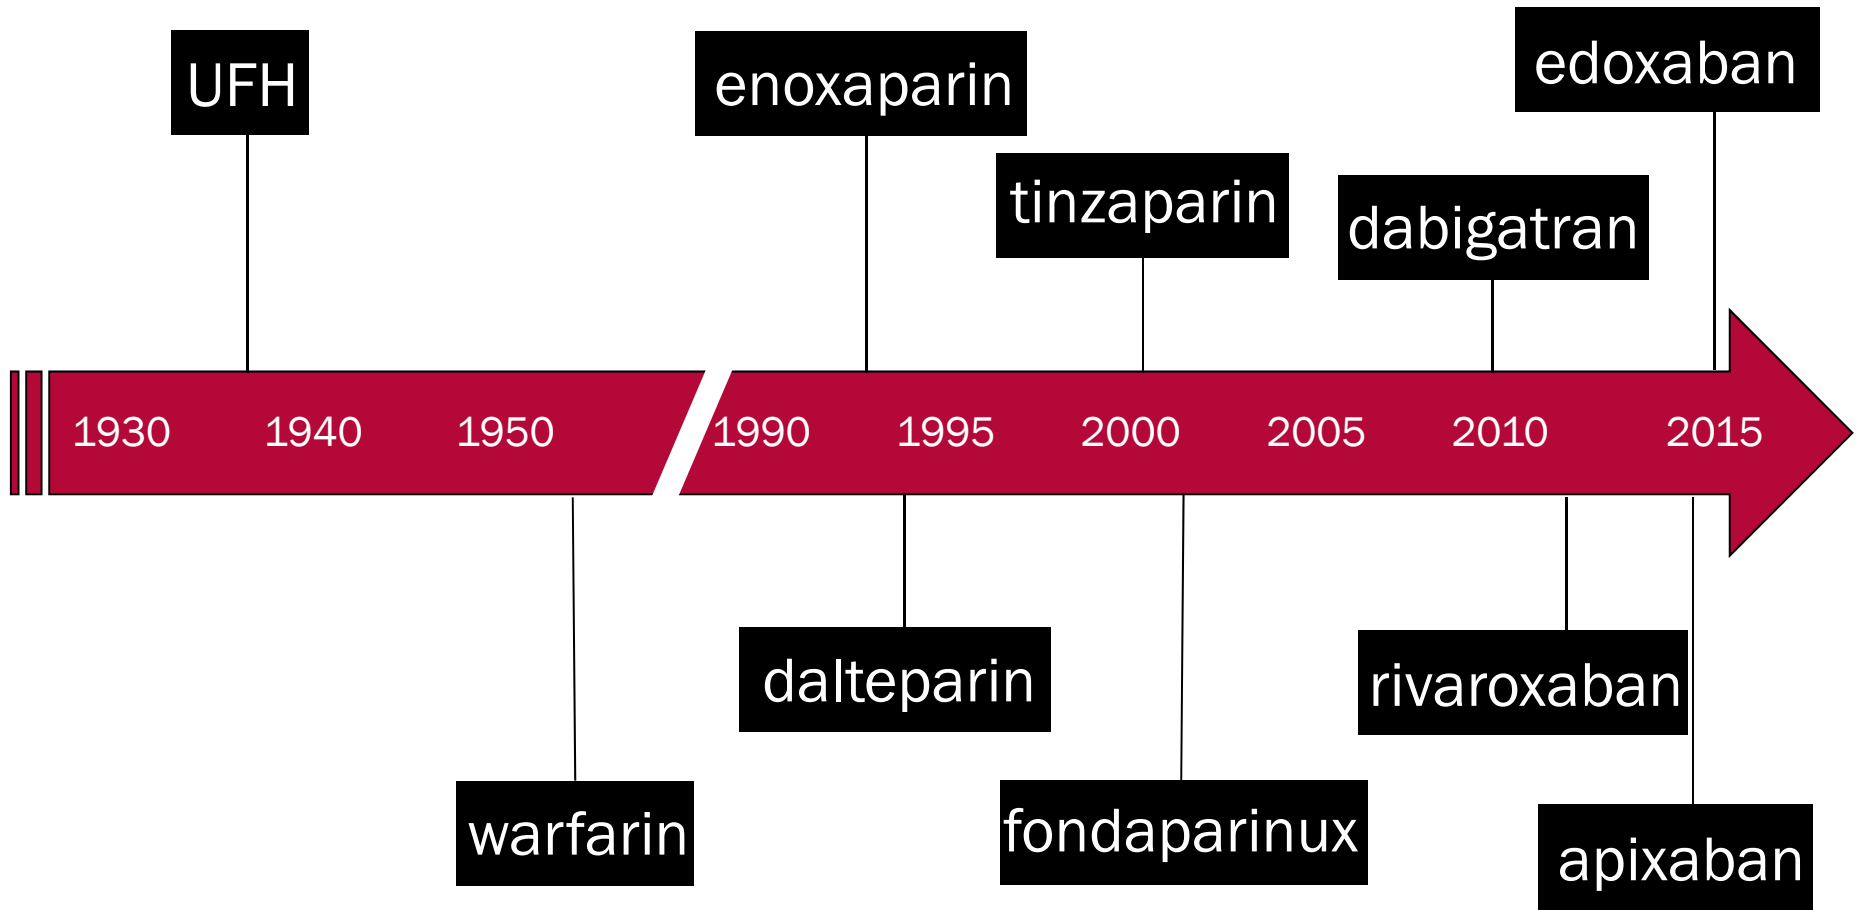 UFH
enoxaparin
edoxaban
tinzaparin
dabigatran
1930 1940 1950 1990 1995 2000 2005 2010 2015
dalteparin
rivaroxaban
warfarin
fondaparinux
apixaban